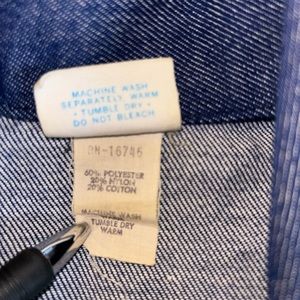 MACHINE WASH
SEPARATELY WARM
• TUMBLE DRY •
DO NOT BLEACH
RN-16746
60% POLYESTER
20% NYLON
20% COTTON
MACHINE WASH
TUMBLE DRY
WARM